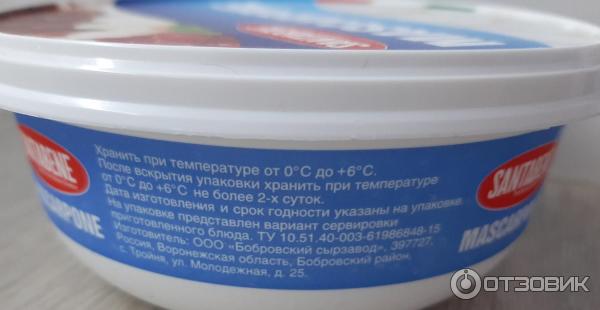 SANTAGENE
MASCARPONE
Хранить при температуре от 0°С до +6°С.
После вскрытия упаковки хранить при температуре
от 0°С до +6°С не более 2-х суток.
Дата изготовления и срок годности указаны на упаковке.
На упаковке представлен вариант сервировки
приготовленного блюда. ТУ 10.51.40-003-61986848-15
Изготовитель: ООО «Бобровский сырзавод», 397727,
Россия, Воронежская область, Бобровский район,
с. Тройня, ул. Молодежная, д. 25.
ОТЗОВИК